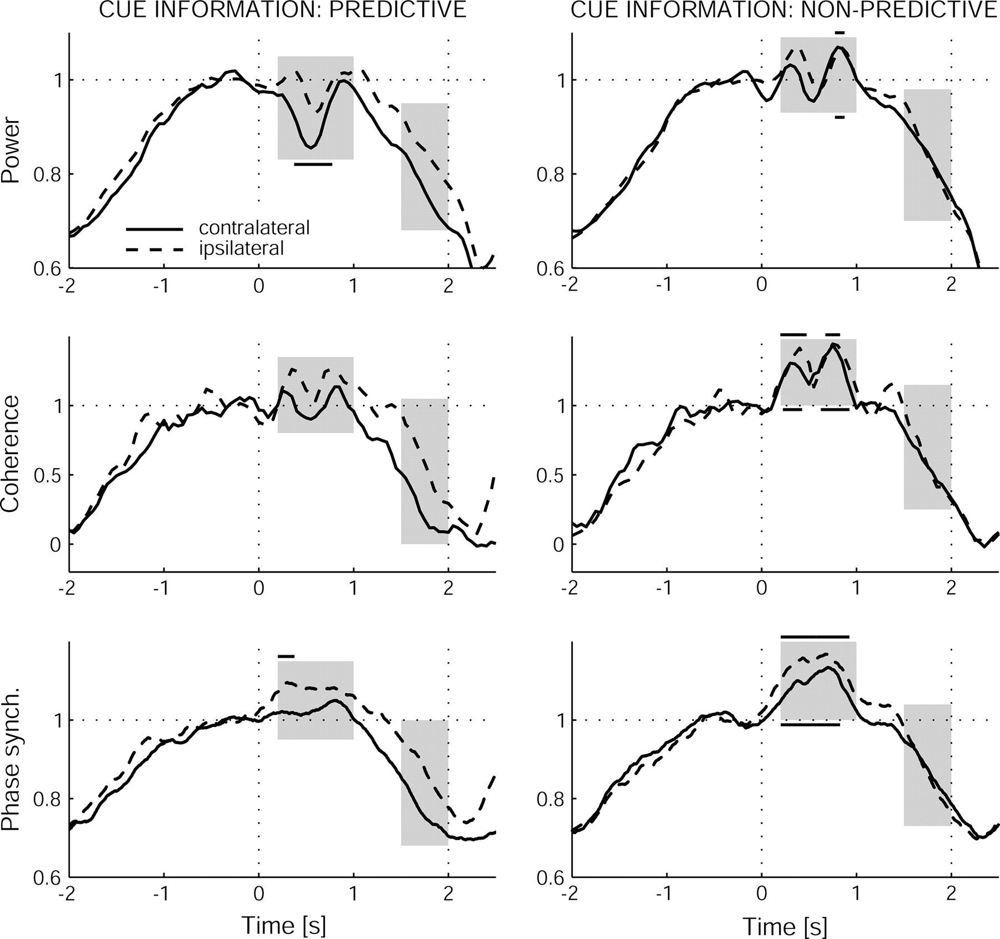 CUE INFORMATION: PREDICTIVE
CUE INFORMATION: NON-PREDICTIVE
Power
1
0.8
0.6
contralateral
ipsilateral
-2 -1 0 1 2
1
0.8
0.6
-2 -1 0 1 2
Coherence
1
0.5
0
-2 -1 0 1 2
1
0.5
0
-2 -1 0 1 2
Phase synch.
1
0.8
0.6
-2 -1 0 1 2
Time [s]
1
0.8
0.6
-2 -1 0 1 2
Time [s]